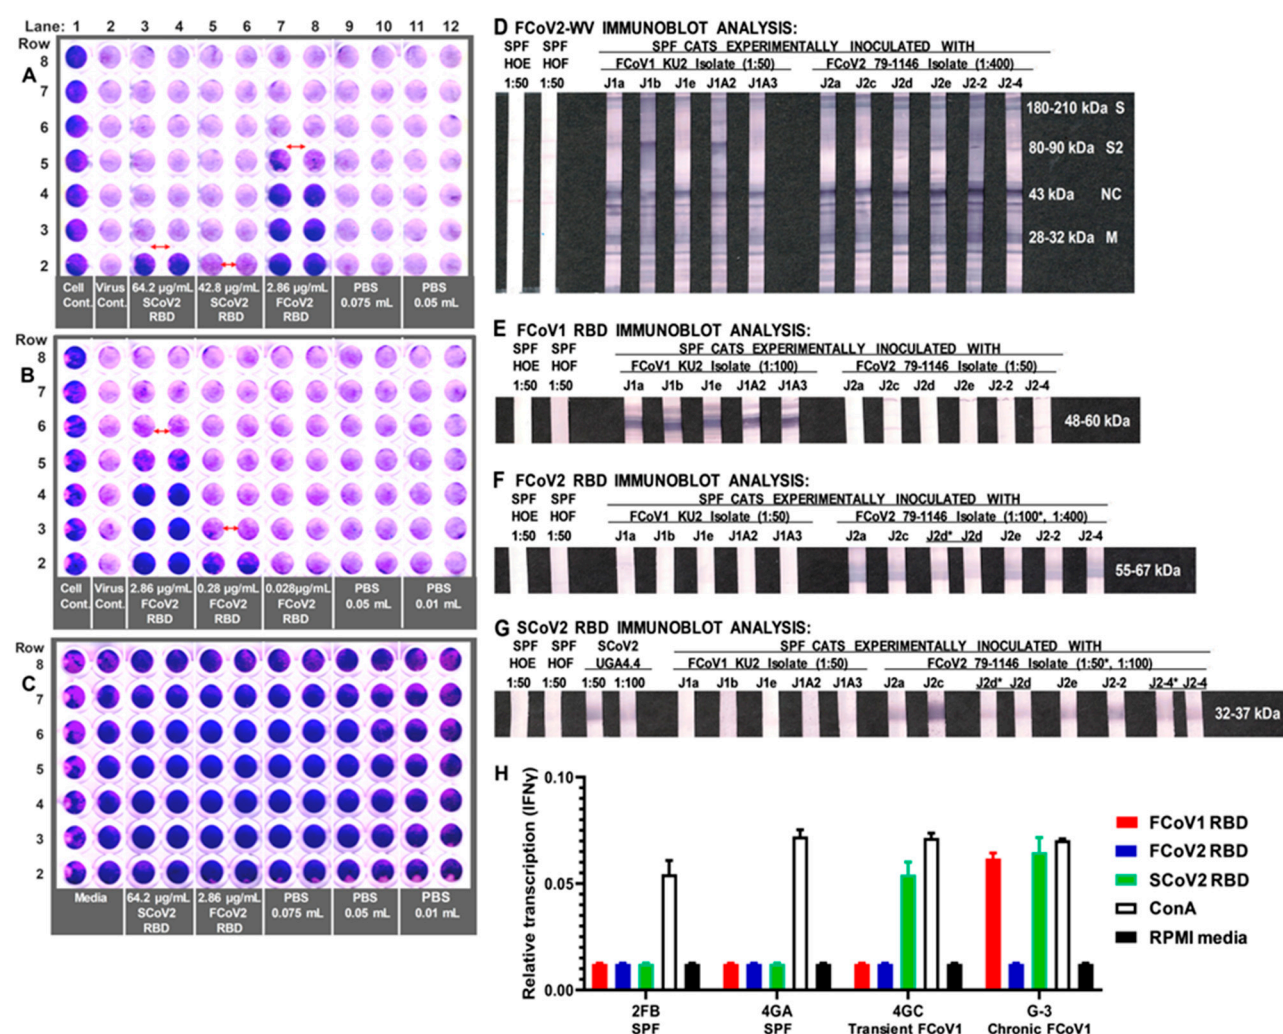 Lane: 1 2 3 4 5 6 7 8 9 10 11 12
Row
A
8
7
6
5
4
3
2
Cell Virus 64.2 µg/mL 42.8 µg/mL 2.86 µg/mL PBS PBS
Cont. Cont. SCoV2 SCoV2 FCoV2 0.075 mL 0.05 mL
RBD RBD RBD
Row
B
8
7
6
5
4
3
2
Cell Virus 2.86 µg/mL 0.28 µg/mL 0.028µg/mL PBS PBS
Cont. Cont. FCoV2 FCoV2 FCoV2 0.05 mL 0.01 mL
RBD RBD RBD
Row
C
8
7
6
5
4
3
2
Media 64.2 µg/mL 2.86 µg/mL PBS PBS PBS
SCoV2 FCoV2 0.075 mL 0.05 mL 0.01 mL
RBD RBD
D FCoV2-WV IMMUNOBLOT ANALYSIS:
SPF SPF SPF CATS EXPERIMENTALLY INOCULATED WITH
HOE HOF FCoV1 KU2 Isolate (1:50) FCoV2 79-1146 Isolate (1:400)
1:50 1:50 J1a J1b J1e J1A2 J1A3 J2a J2c J2d J2e J2-2 J2-4
180-210 kDa S
80-90 kDa S2
43 kDa NC
28-32 kDa M
E FCoV1 RBD IMMUNOBLOT ANALYSIS:
SPF SPF SPF CATS EXPERIMENTALLY INOCULATED WITH
HOE HOF FCoV1 KU2 Isolate (1:100) FCoV2 79-1146 Isolate (1:50)
1:50 1:50 J1a J1b J1e J1A2 J1A3 J2a J2c J2d J2e J2-2 J2-4
48-60 kDa
F FCoV2 RBD IMMUNOBLOT ANALYSIS:
SPF SPF SPF CATS EXPERIMENTALLY INOCULATED WITH
HOE HOF FCoV1 KU2 Isolate (1:50) FCoV2 79-1146 Isolate (1:100*, 1:400)
1:50 1:50 J1a J1b J1e J1A2 J1A3 J2a J2c J2d* J2d J2e J2-2 J2-4
55-67 kDa
G SCoV2 RBD IMMUNOBLOT ANALYSIS:
SPF SPF SCoV2 SPF CATS EXPERIMENTALLY INOCULATED WITH
HOE HOF UGA4.4 FCoV1 KU2 Isolate (1:50) FCoV2 79-1146 Isolate (1:50*, 1:100)
1:50 1:50 1:50 1:100 J1a J1b J1e J1A2 J1A3 J2a J2c J2d* J2d J2e J2-2 J2-4* J2-4
32-37 kDa
H
Relative transcription (IFNγ)
0.10
0.05
0.00
2FB 4GA 4GC G-3
SPF SPF Transient FCoV1 Chronic FCoV1
FCoV1 RBD
FCoV2 RBD
SCoV2 RBD
ConA
RPMI media